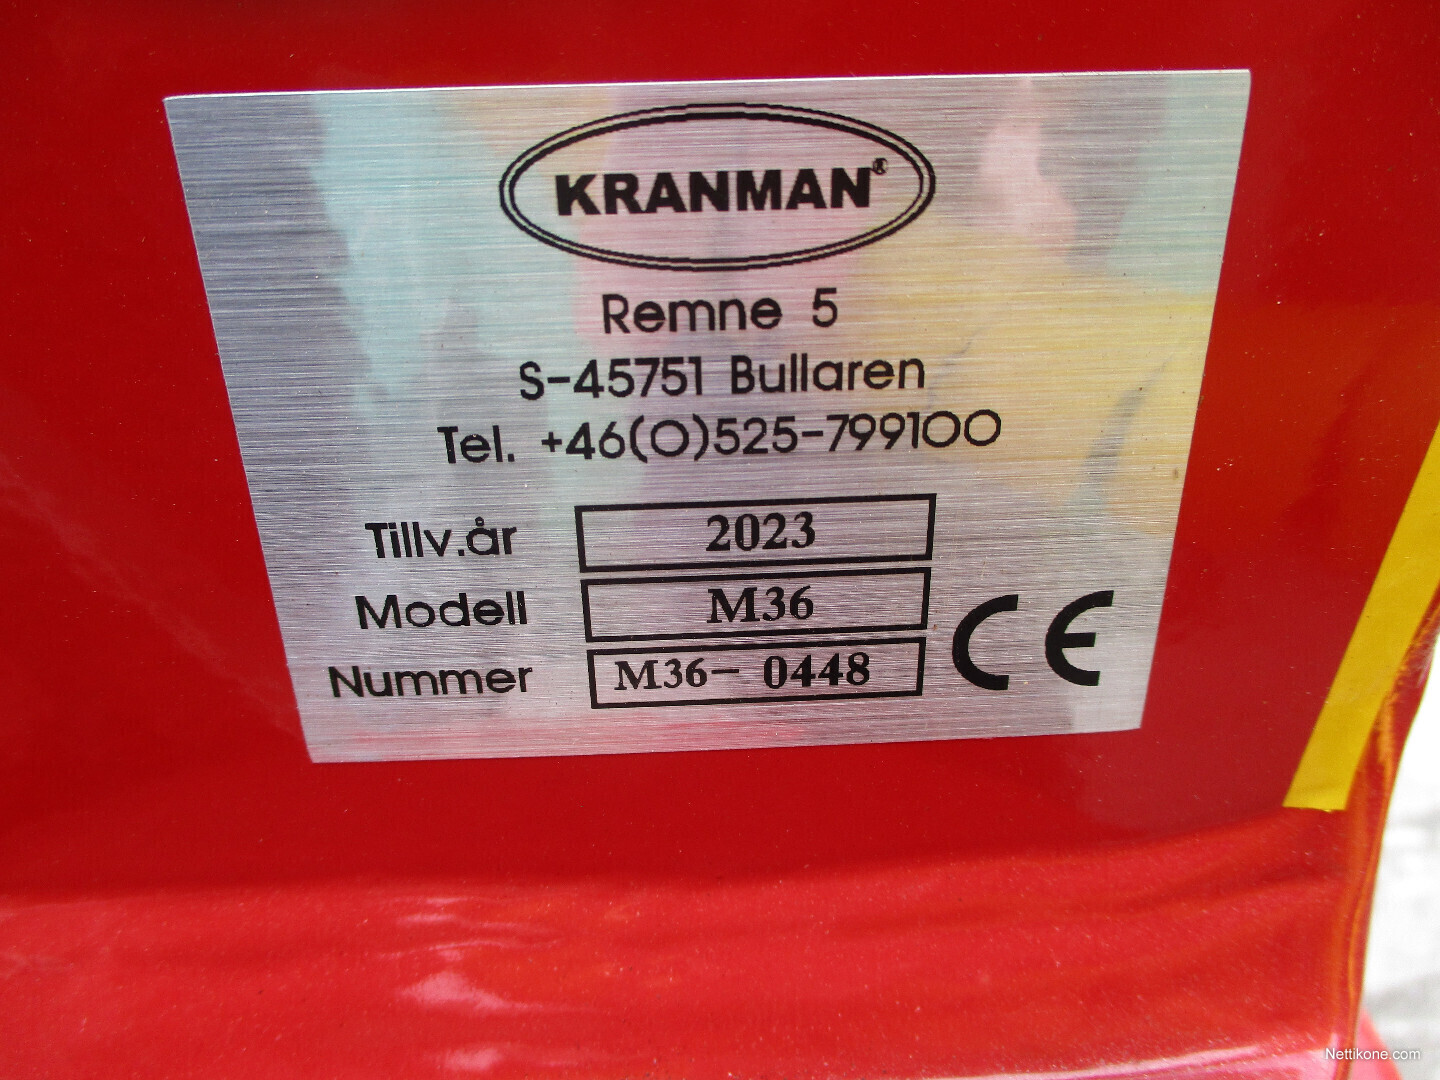 KRANMAN®
Remne 5
S-45751 Bullaren
Tel. +46(0)525-799100
Tillv.år 2023
Modell M36
Nummer M36- 0448
CE
Nettikone.com